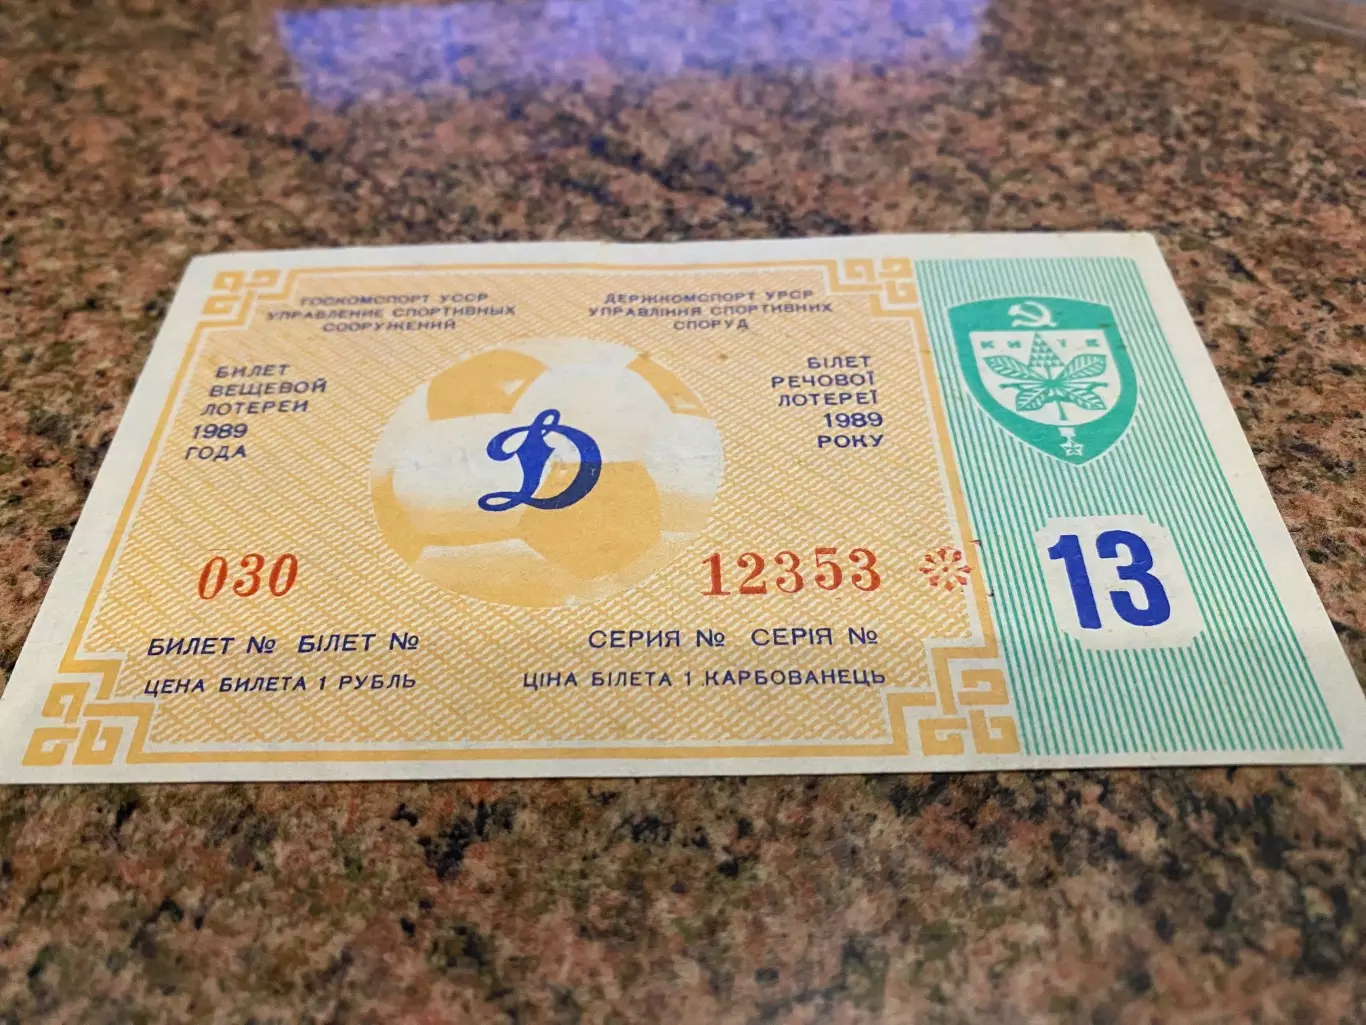 ГОСКОМСПОРТ УССР
УПРАВЛЕНИЕ СПОРТИВНЫХ
СООРУЖЕНИЙ
ДЕРЖКОМСПОРТ УРСР
УПРАВЛІННЯ СПОРТИВНИХ
СПОРУД
БИЛЕТ
ВЕЩЕВОЙ
ЛОТЕРЕИ
1989
ГОДА
БІЛЕТ
РЕЧОВОЇ
ЛОТЕРЕЇ
1989
РОКУ
Д
КИЇВ
030
12353
13
БИЛЕТ № БІЛЕТ №
СЕРИЯ № СЕРІЯ №
ЦЕНА БИЛЕТА 1 РУБЛЬ
ЦІНА БІЛЕТА 1 КАРБОВАНЕЦЬ